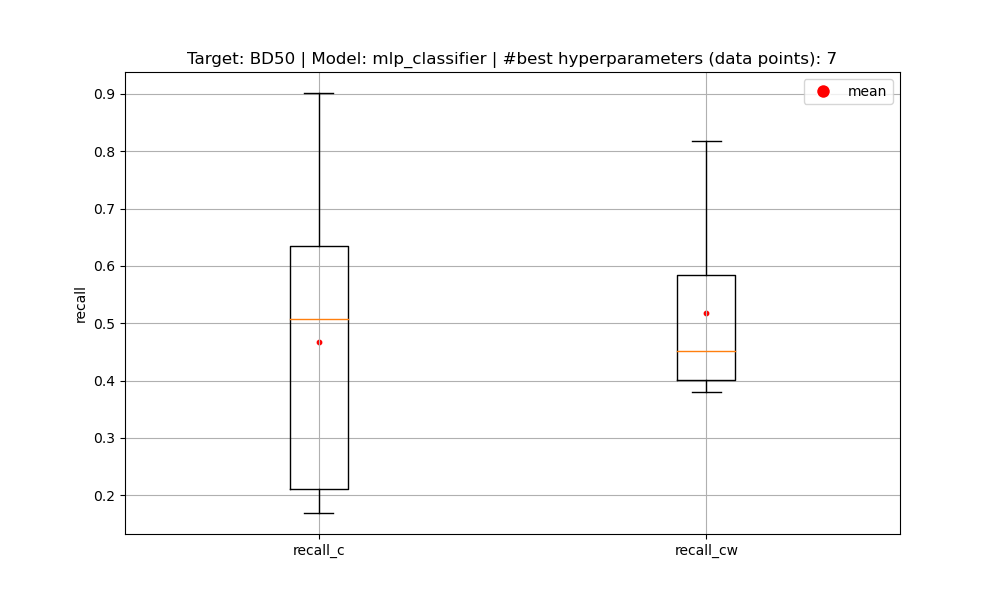 Target: BD50 | Model: mlp_classifier | #best hyperparameters (data points): 7
mean
0.9
0.8
0.7
0.6
0.5
0.4
0.3
0.2
recall
recall_c
recall_cw